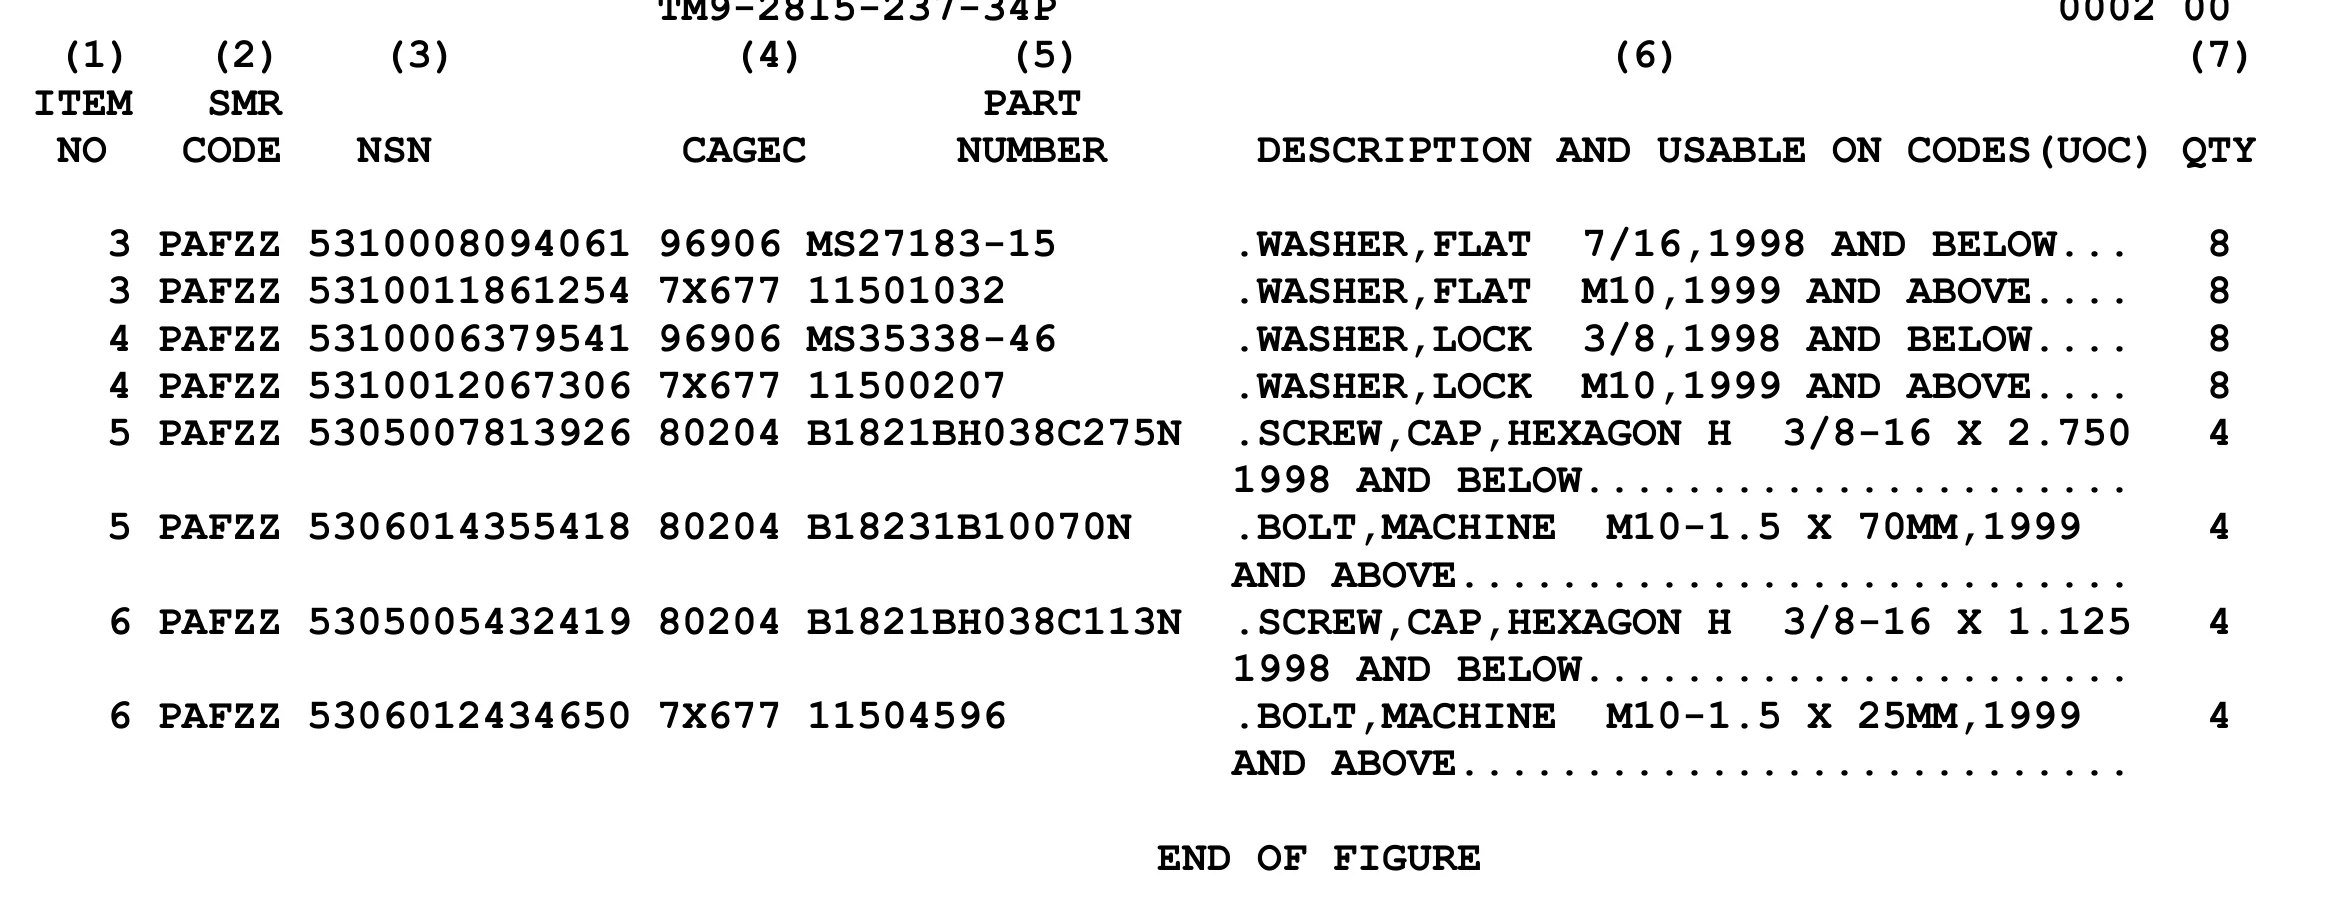 TM9-2815-237-34P 0002 00
(1) (2) (3) (4) (5) (6) (7)
ITEM SMR PART
NO CODE NSN CAGEC NUMBER DESCRIPTION AND USABLE ON CODES(UOC) QTY
3 PAFZZ 5310008094061 96906 MS27183-15 .WASHER,FLAT 7/16,1998 AND BELOW... 8
3 PAFZZ 5310011861254 7X677 11501032 .WASHER,FLAT M10,1999 AND ABOVE.... 8
4 PAFZZ 5310006379541 96906 MS35338-46 .WASHER,LOCK 3/8,1998 AND BELOW.... 8
4 PAFZZ 5310012067306 7X677 11500207 .WASHER,LOCK M10,1999 AND ABOVE.... 8
5 PAFZZ 5305007813926 80204 B1821BH038C275N .SCREW,CAP,HEXAGON H 3/8-16 X 2.750 4
1998 AND BELOW......................
5 PAFZZ 5306014355418 80204 B18231B10070N .BOLT,MACHINE M10-1.5 X 70MM,1999 4
AND ABOVE...........................
6 PAFZZ 5305005432419 80204 B1821BH038C113N .SCREW,CAP,HEXAGON H 3/8-16 X 1.125 4
1998 AND BELOW......................
6 PAFZZ 5306012434650 7X677 11504596 .BOLT,MACHINE M10-1.5 X 25MM,1999 4
AND ABOVE...........................
END OF FIGURE